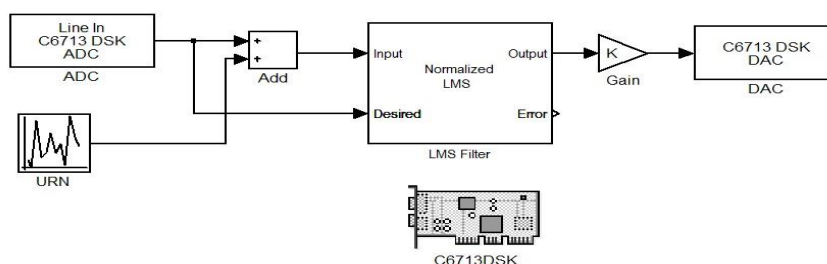 Line In
C6713 DSK
ADC
ADC
+
+
Add
URN
Input
Output
Normalized
LMS
Desired
Error
LMS Filter
K
Gain
C6713 DSK
DAC
DAC
C6713DSK